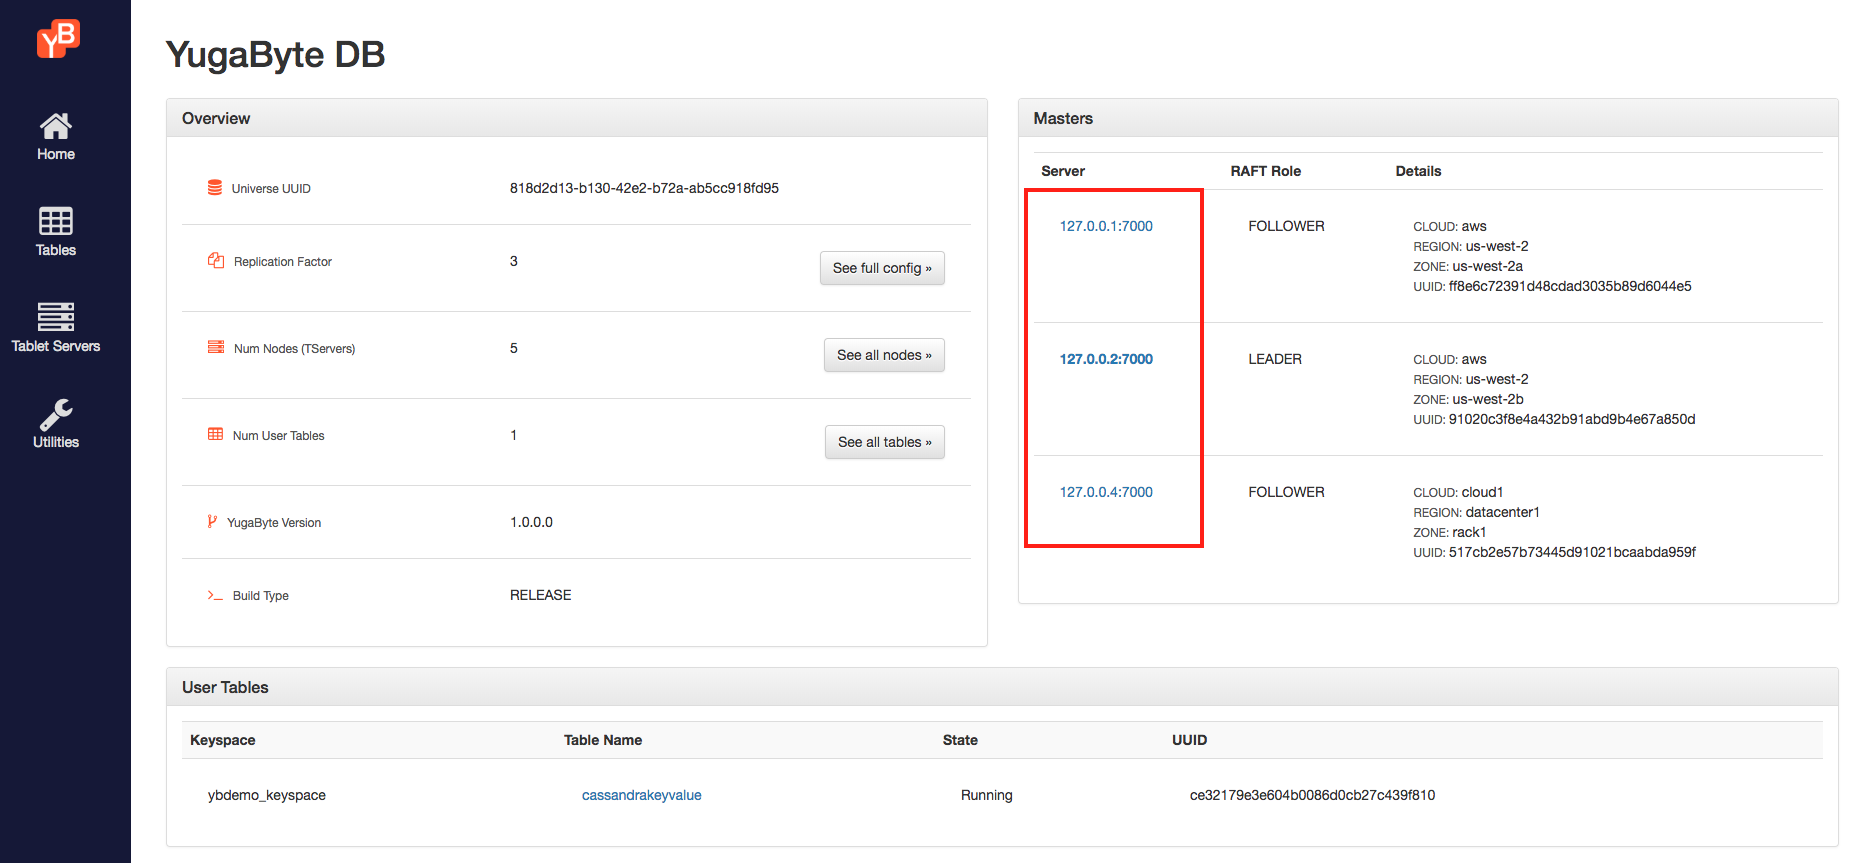 YB
Home
Tables
Tablet Servers
Utilities
YugaByte DB
Overview
Universe UUID 818d2d13-b130-42e2-b72a-ab5cc918fd95
Replication Factor 3 See full config »
Num Nodes (TServers) 5 See all nodes »
Num User Tables 1 See all tables »
YugaByte Version 1.0.0.0
Build Type RELEASE
Masters
Server RAFT Role Details
127.0.0.1:7000 FOLLOWER CLOUD: aws
REGION: us-west-2
ZONE: us-west-2a
UUID: ff8e6c72391d48cdad3035b89d6044e5
127.0.0.2:7000 LEADER CLOUD: aws
REGION: us-west-2
ZONE: us-west-2b
UUID: 91020c3f8e4a432b91abd9b4e67a850d
127.0.0.4:7000 FOLLOWER CLOUD: cloud1
REGION: datacenter1
ZONE: rack1
UUID: 517cb2e57b73445d91021bcaabda959f
User Tables
Keyspace Table Name State UUID
ybdemo_keyspace cassandrakeyvalue Running ce32179e3e604b0086d0cb27c439f810